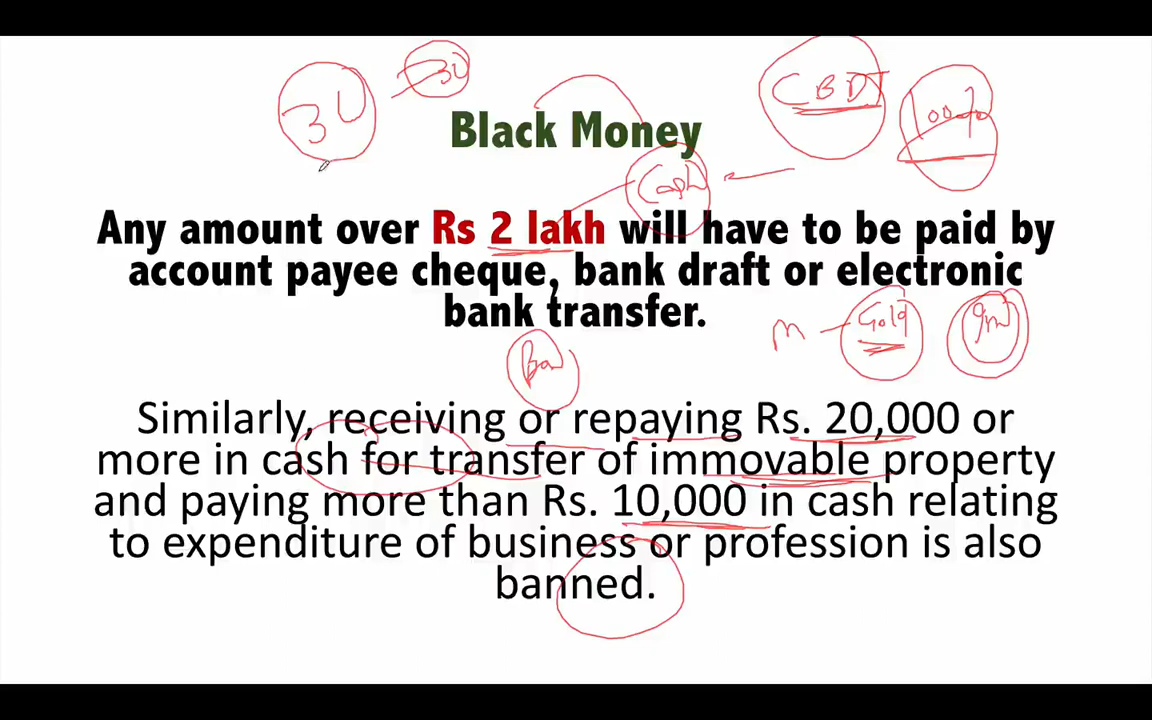 30
30
CBDT
Black Money
Cash
Any amount over Rs 2 lakh will have to be paid by
account payee cheque, bank draft or electronic
bank transfer.
M – Gold
Similarly, receiving or repaying Rs. 20,000 or
more in cash for transfer of immovable property
and paying more than Rs. 10,000 in cash relating
to expenditure of business or profession is also
banned.